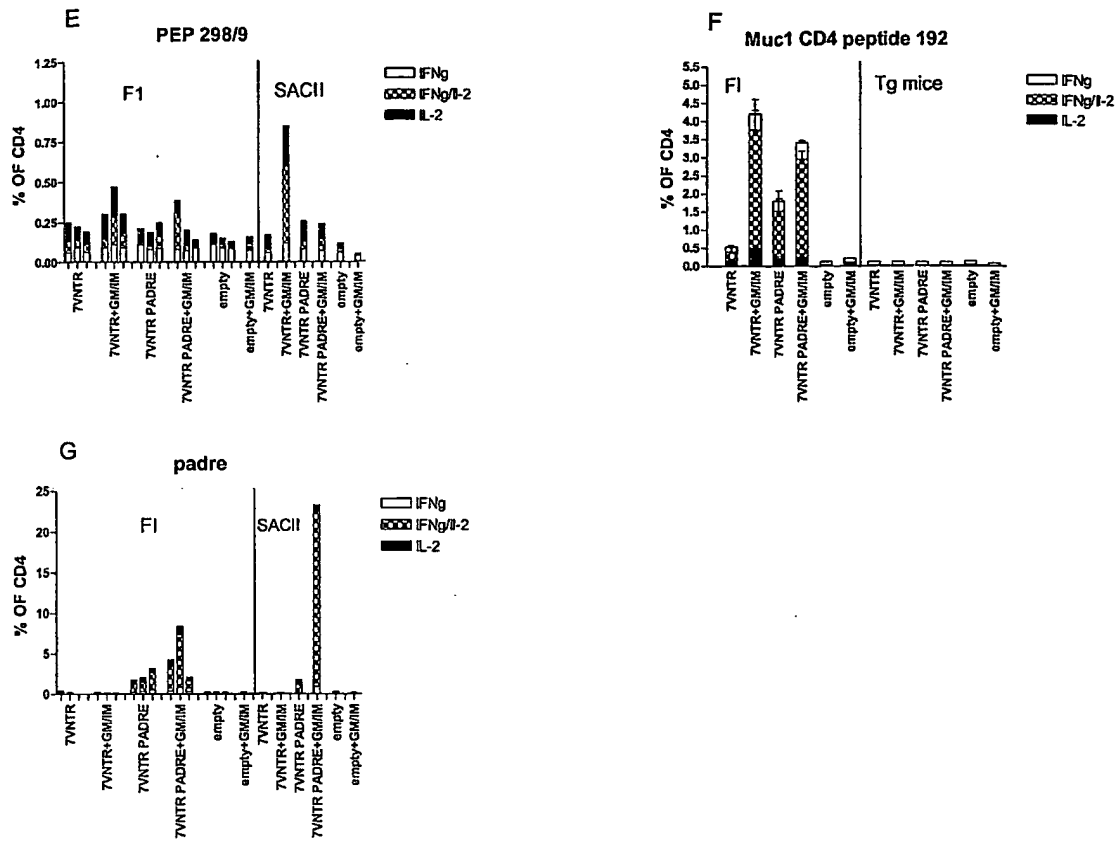 E
PEP 298/9
% OF CD4
1.25
1.00
0.75
0.50
0.25
0.00
F1
SACII
IFNg
IFNg/Il-2
IL-2
7VNTR
7VNTR+GM/IM
7VNTR PADRE
7VNTR PADRE+GM/IM
empty
empty+GM/IM
7VNTR
7VNTR+GM/IM
7VNTR PADRE
7VNTR PADRE+GM/IM
empty
empty+GM/IM
F
Muc1 CD4 peptide 192
% OF CD4
5.5
5.0
4.5
4.0
3.5
3.0
2.5
2.0
1.5
1.0
0.5
0.0
FI
Tg mice
IFNg
IFNg/Il-2
IL-2
7VNTR
7VNTR+GM/IM
7VNTR PADRE
7VNTR PADRE+GM/IM
empty
empty+GM/IM
7VNTR
7VNTR+GM/IM
7VNTR PADRE
7VNTR PADRE+GM/IM
empty
empty+GM/IM
G
padre
% OF CD4
25
20
15
10
5
0
FI
SACII
IFNg
IFNg/Il-2
IL-2
7VNTR
7VNTR+GM/IM
7VNTR PADRE
7VNTR PADRE+GM/IM
empty
empty+GM/IM
7VNTR
7VNTR+GM/IM
7VNTR PADRE
7VNTR PADRE+GM/IM
empty
empty+GM/IM